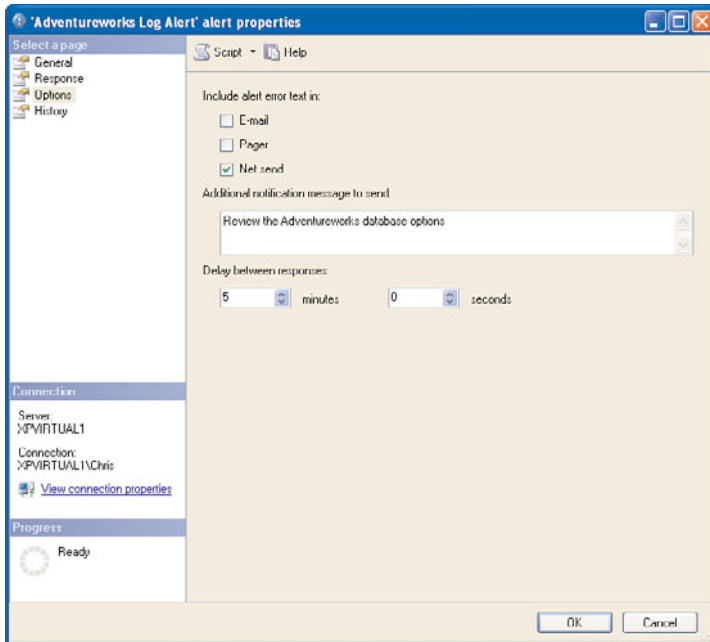 'Adventureworks Log Alert' alert properties
Select a page
General
Response
Options
History
Script
Help
Include alert error text in:
E-mail
Pager
Net send
Additional notification message to send
Review the Adventureworks database options
Delay between responses:
5 minutes 0 seconds
Connection
Server:
XPVIRTUAL1
Connection:
XPVIRTUAL1\Chris
View connection properties
Progress
Ready
OK
Cancel